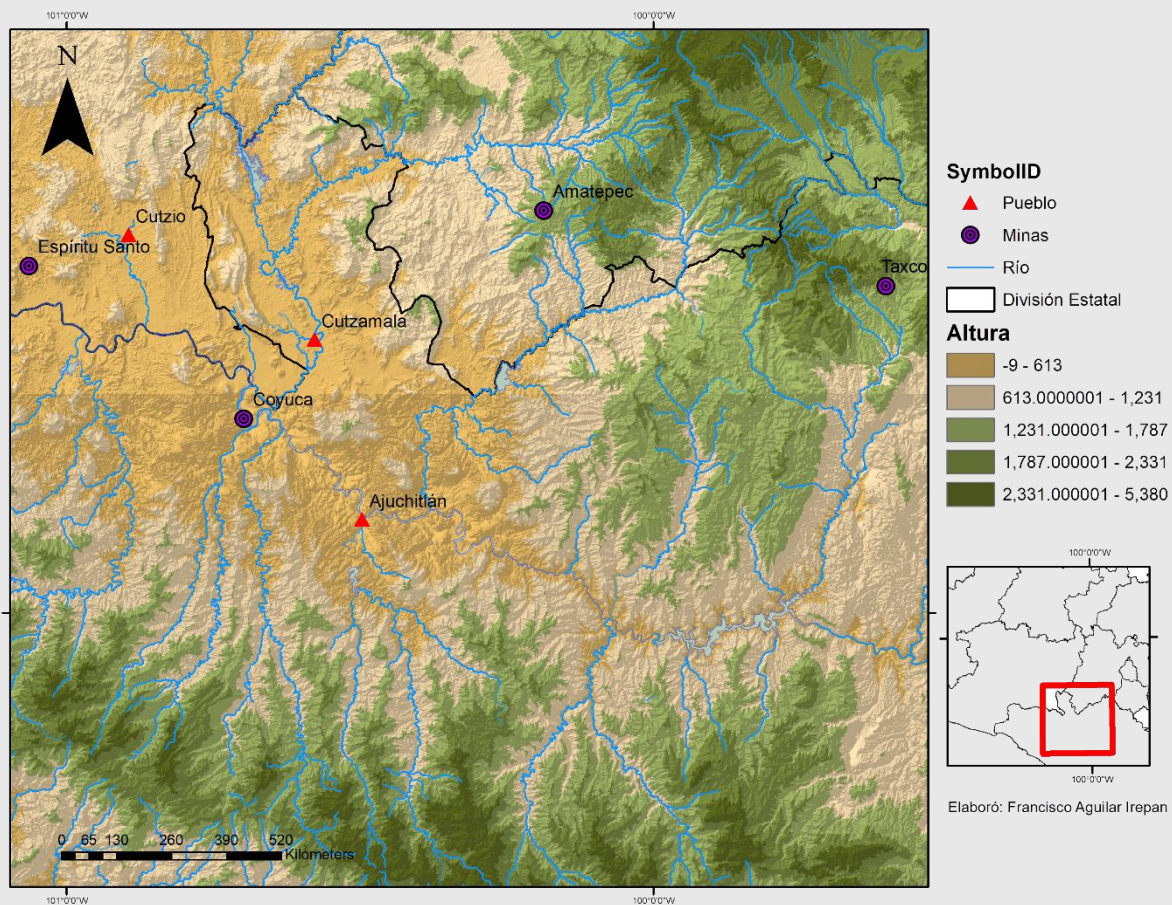 101°0'0"W
100°0'0"W
N
Amatepec
Cutzio
Espíritu Santo
Taxco
Cutzamala
Coyuca
Ajuchitlán
0 65 130 260 390 520
Kilometers
101°0'0"W
100°0'0"W
SymbolID
Pueblo
Minas
Río
División Estatal
Altura
-9 - 613
613.0000001 - 1,231
1,231.000001 - 1,787
1,787.000001 - 2,331
2,331.000001 - 5,380
100°0'0"W
100°0'0"W
Elaboró: Francisco Aguilar Irepan